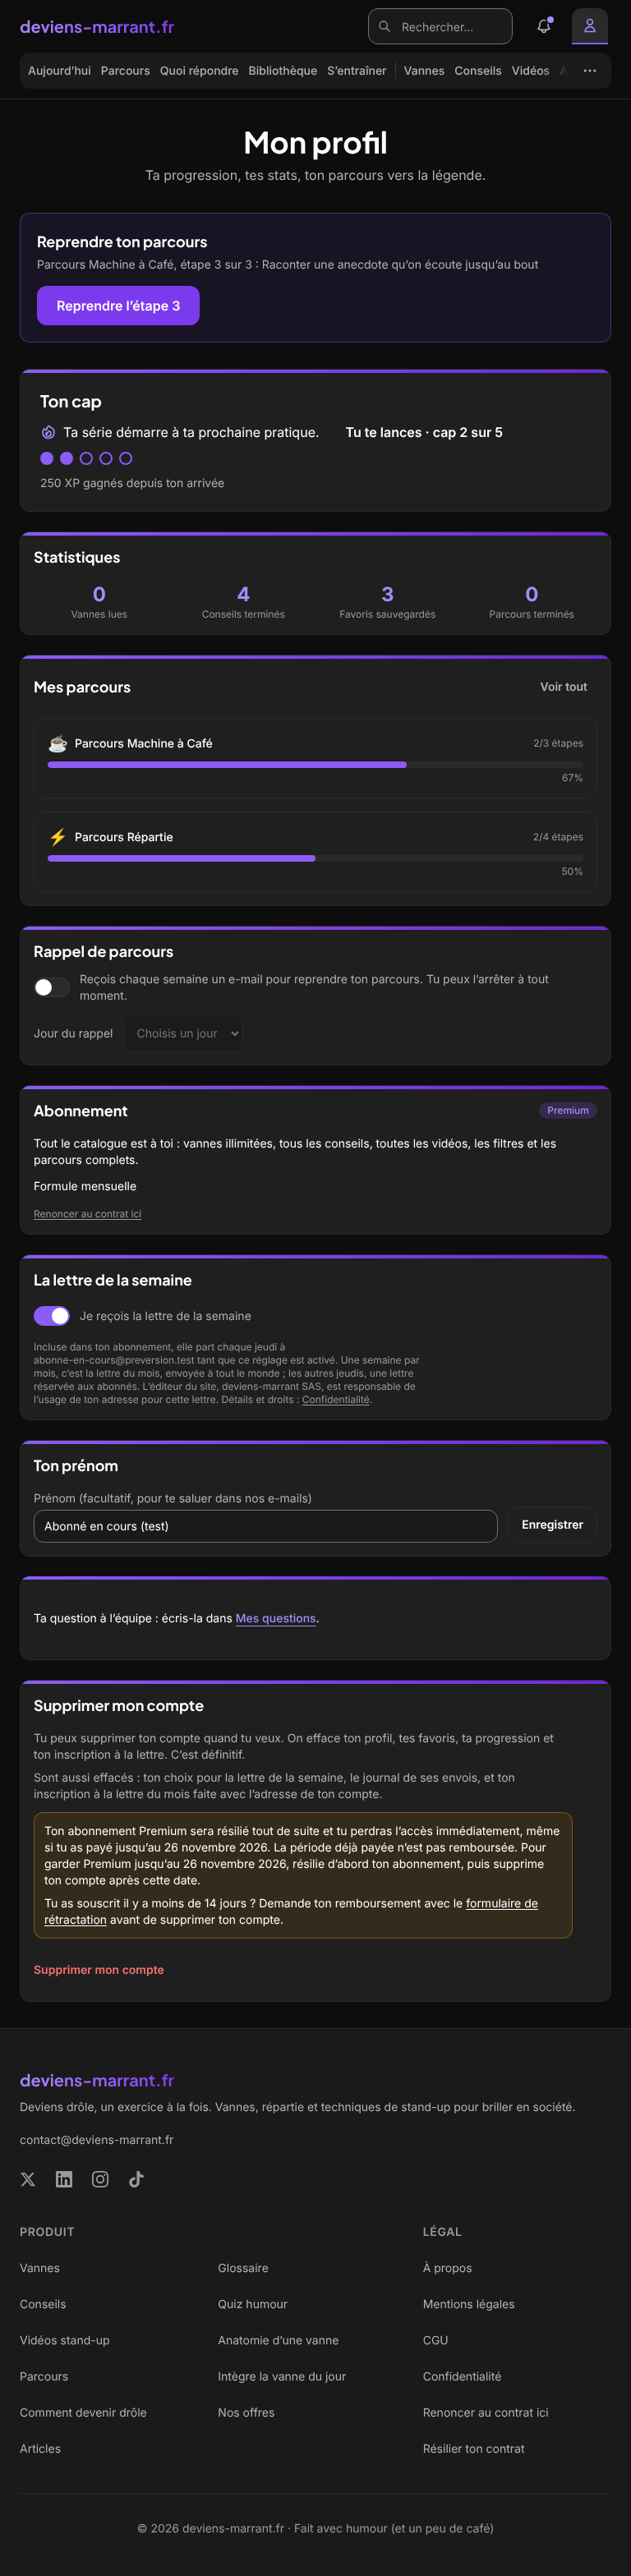 deviens-marrant.fr
Rechercher...
Aujourd’hui Parcours Quoi répondre Bibliothèque S’entraîner Vannes Conseils Vidéos
Mon profil
Ta progression, tes stats, ton parcours vers la légende.
Reprendre ton parcours
Parcours Machine à Café, étape 3 sur 3 : Raconter une anecdote qu’on écoute jusqu’au bout
Reprendre l’étape 3
Ton cap
Ta série démarre à ta prochaine pratique. Tu te lances · cap 2 sur 5
250 XP gagnés depuis ton arrivée
Statistiques
0 4 3 0
Vannes lues Conseils terminés Favoris sauvegardés Parcours terminés
Mes parcours Voir tout
Parcours Machine à Café 2/3 étapes
67%
Parcours Répartie 2/4 étapes
50%
Rappel de parcours
Reçois chaque semaine un e-mail pour reprendre ton parcours. Tu peux l’arrêter à tout
moment.
Jour du rappel Choisis un jour
Abonnement Premium
Tout le catalogue est à toi : vannes illimitées, tous les conseils, toutes les vidéos, les filtres et les
parcours complets.
Formule mensuelle
Renoncer au contrat ici
La lettre de la semaine
Je reçois la lettre de la semaine
Incluse dans ton abonnement, elle part chaque jeudi à
abonne-en-cours@preversion.test tant que ce réglage est activé. Une semaine par
mois, c’est la lettre du mois, envoyée à tout le monde ; les autres jeudis, une lettre
réservée aux abonnés. L’éditeur du site, deviens-marrant SAS, est responsable de
l’usage de ton adresse pour cette lettre. Détails et droits : Confidentialité.
Ton prénom
Prénom (facultatif, pour te saluer dans nos e-mails)
Abonné en cours (test) Enregistrer
Ta question à l’équipe : écris-la dans Mes questions.
Supprimer mon compte
Tu peux supprimer ton compte quand tu veux. On efface ton profil, tes favoris, ta progression et
ton inscription à la lettre. C’est définitif.
Sont aussi effacés : ton choix pour la lettre de la semaine, le journal de ses envois, et ton
inscription à la lettre du mois faite avec l’adresse de ton compte.
Ton abonnement Premium sera résilié tout de suite et tu perdras l’accès immédiatement, même
si tu as payé jusqu’au 26 novembre 2026. La période déjà payée n’est pas remboursée. Pour
garder Premium jusqu’au 26 novembre 2026, résilie d’abord ton abonnement, puis supprime
ton compte après cette date.
Tu as souscrit il y a moins de 14 jours ? Demande ton remboursement avec le formulaire de
rétractation avant de supprimer ton compte.
Supprimer mon compte
deviens-marrant.fr
Deviens drôle, un exercice à la fois. Vannes, répartie et techniques de stand-up pour briller en société.
contact@deviens-marrant.fr
PRODUIT LÉGAL
Vannes Glossaire À propos
Conseils Quiz humour Mentions légales
Vidéos stand-up Anatomie d’une vanne CGU
Parcours Intègre la vanne du jour Confidentialité
Comment devenir drôle Nos offres Renoncer au contrat ici
Articles Résilier ton contrat
© 2026 deviens-marrant.fr · Fait avec humour (et un peu de café)